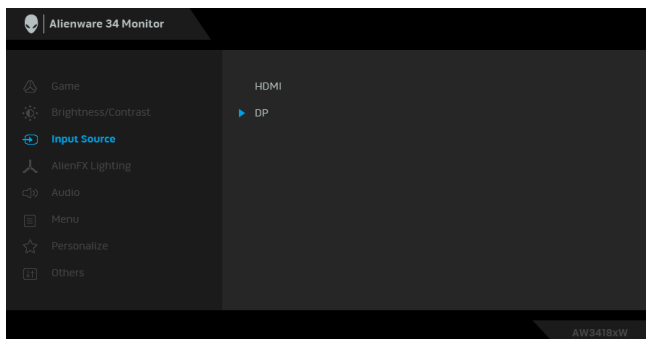 Alienware 34 Monitor
Game
HDMI
Brightness/Contrast
DP
Input Source
AlienFX Lighting
Audio
Menu
Personalize
Others
AW3418xW